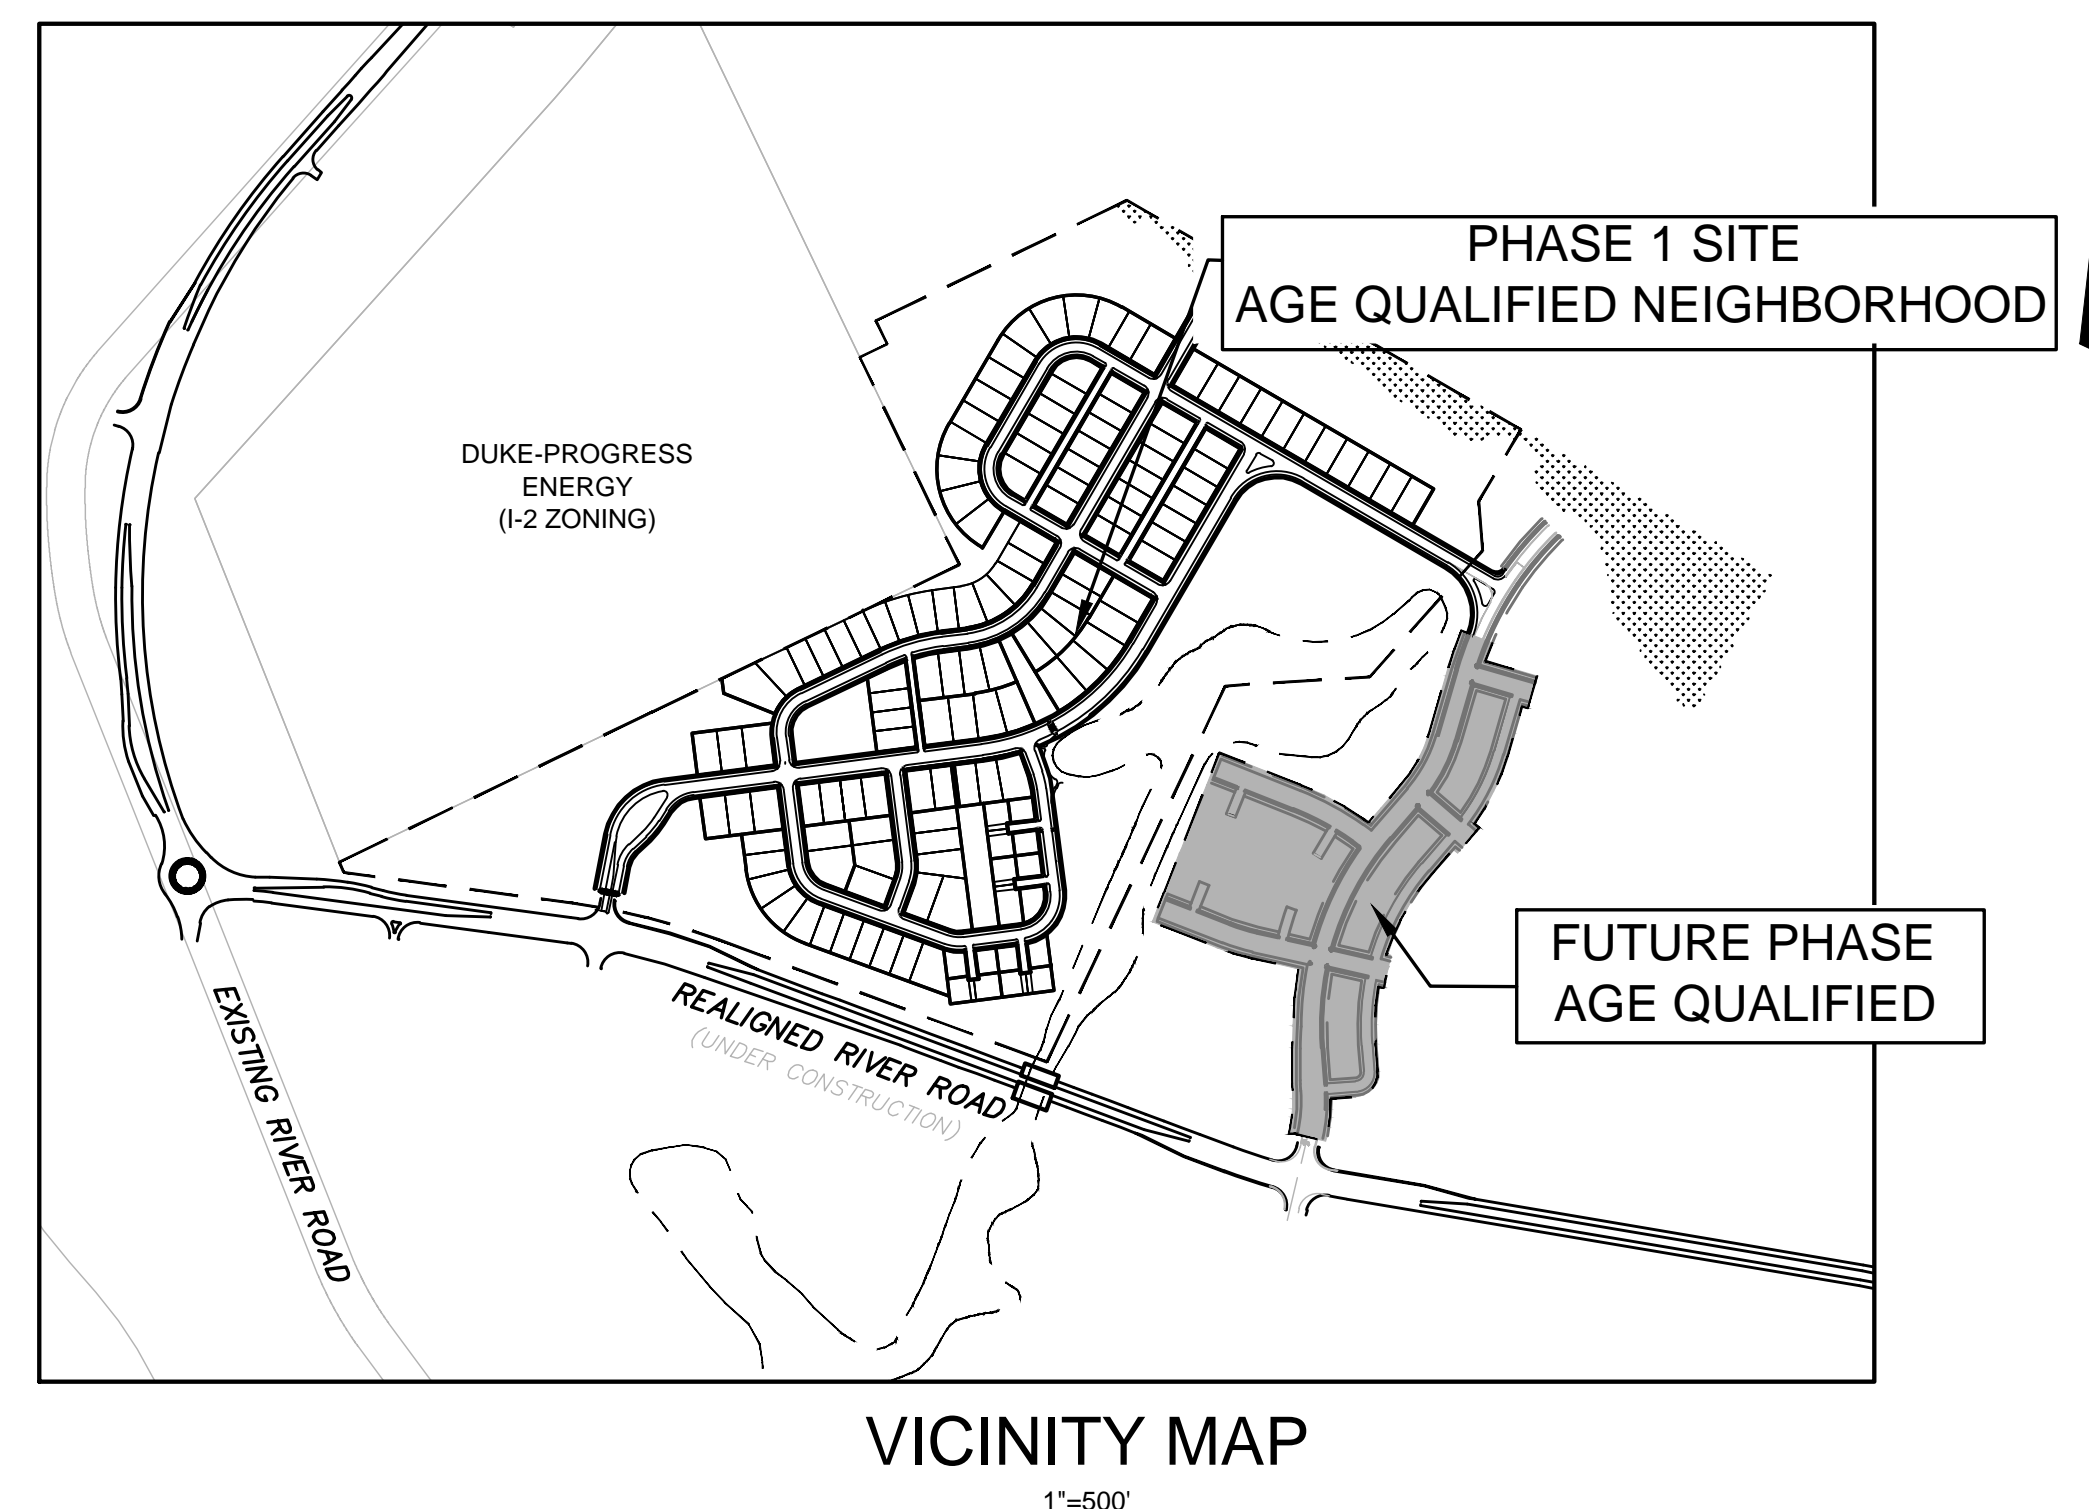 PHASE 1 SITE
AGE QUALIFIED NEIGHBORHOOD
DUKE-PROGRESS
ENERGY
(I-2 ZONING)
FUTURE PHASE
AGE QUALIFIED
REALIGNED RIVER ROAD
(UNDER CONSTRUCTION)
EXISTING RIVER ROAD
VICINITY MAP
1"=500'